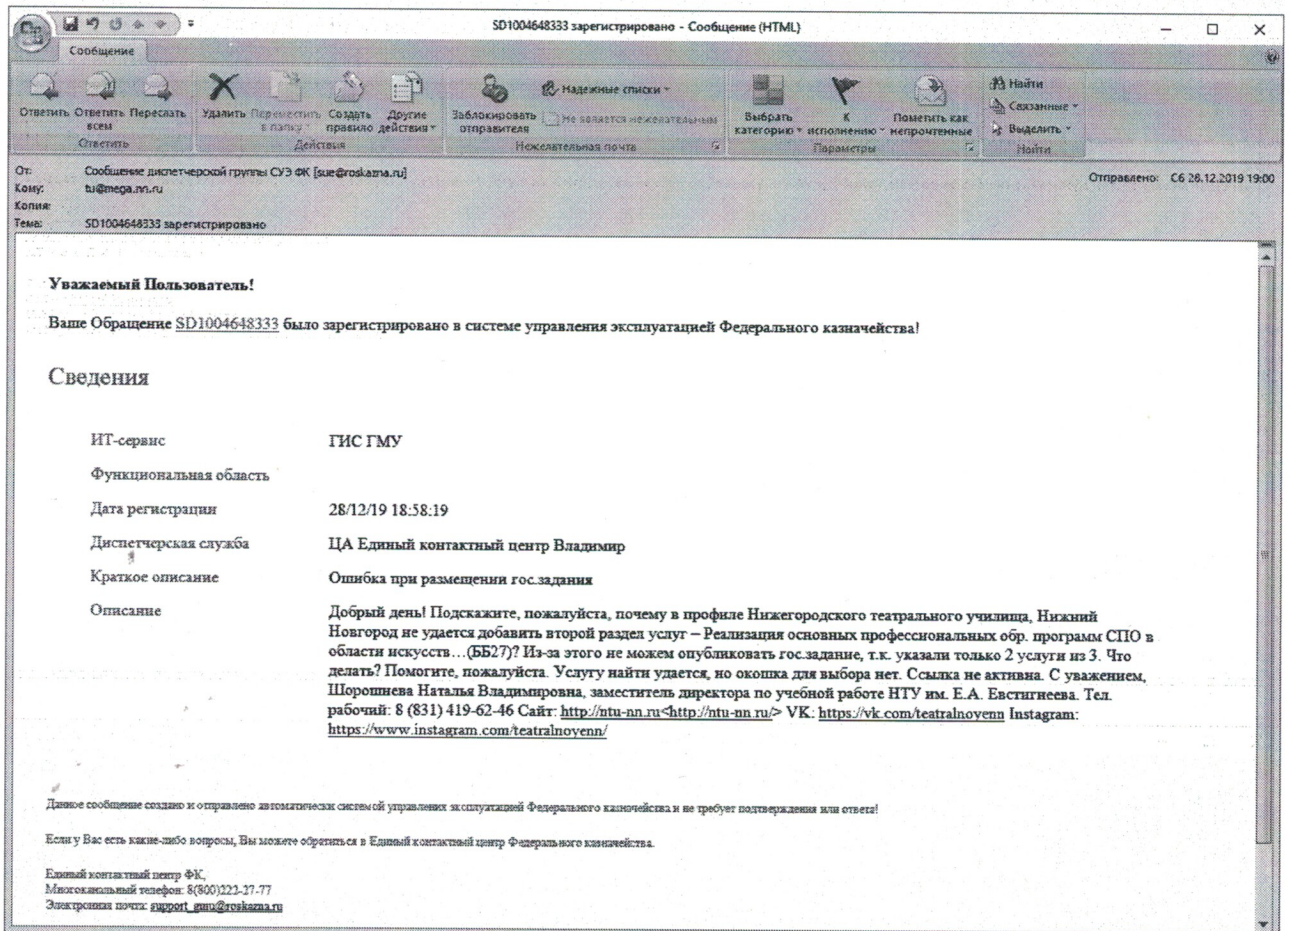 SD1004648333 зарегистрировано - Сообщение (HTML)
Сообщение
Ответить Ответить всем Переслать
Удалить Переместить в папку Создать правило Другие действия
Заблокировать отправителя
Надежные списки
Не является нежелательным
Выбрать категорию К исполнению Пометить как непрочтенные
Найти
Связанные
Выделить
Ответить Действия Нежелательная почта Параметры Найти
От: Сообщение диспетчерской группы СУЭ ФК [sue@roskazna.ru] Отправлено: Сб 28.12.2019 19:00
Кому: tu@mega.nn.ru
Копия:
Тема: SD1004648333 зарегистрировано
Уважаемый Пользователь!
Ваше Обращение SD1004648333 было зарегистрировано в системе управления эксплуатацией Федерального казначейства!
Сведения
ИТ-сервис ГИС ГМУ
Функциональная область
Дата регистрации 28/12/19 18:58:19
Диспетчерская служба ЦА Единый контактный центр Владимир
Краткое описание Ошибка при размещении гос.задания
Описание Добрый день! Подскажите, пожалуйста, почему в профиле Нижегородского театрального училища, Нижний
Новгород не удается добавить второй раздел услуг – Реализация основных профессиональных обр. программ СПО в
области искусств…(ББ27)? Из-за этого не можем опубликовать гос.задание, т.к. указали только 2 услуги из 3. Что
делать? Помогите, пожалуйста. Услугу найти удается, но окошка для выбора нет. Ссылка не активна. С уважением,
Шорошнева Наталья Владимировна, заместитель директора по учебной работе НТУ им. Е.А. Евстигнеева. Тел.
рабочий: 8 (831) 419-62-46 Сайт: http://ntu-nn.ru<http://ntu-nn.ru/> VK: https://vk.com/teatralnoyenn Instagram:
https://www.instagram.com/teatralnoyenn/
Данное сообщение создано и отправлено автоматически системой управления эксплуатацией Федерального казначейства и не требует подтверждения или ответа!
Если у Вас есть какие-либо вопросы, Вы можете обратиться в Единый контактный центр Федерального казначейства.
Единый контактный центр ФК,
Многоканальный телефон: 8(800)222-27-77
Электронная почта: support_gmu@roskazna.ru